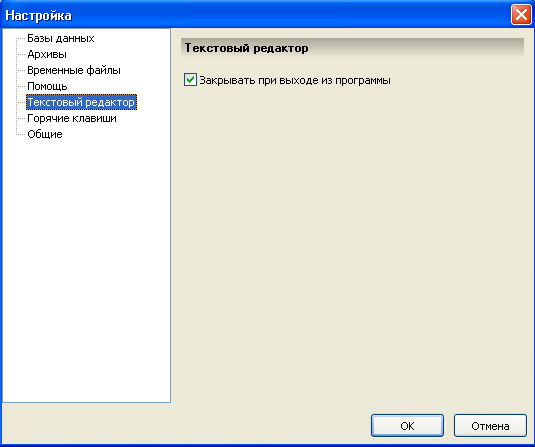 Настройка
Базы данных
Архивы
Временные файлы
Помощь
Текстовый редактор
Горячие клавиши
Общие
Текстовый редактор
Закрывать при выходе из программы
OK
Отмена